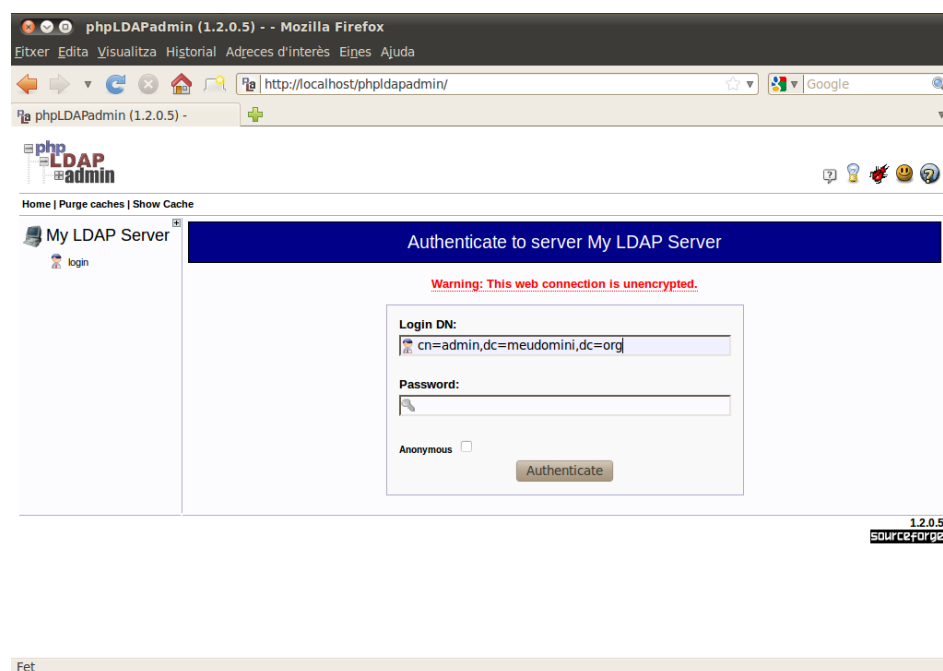 phpLDAPadmin (1.2.0.5) - - Mozilla Firefox
Fitxer Edita Visualitza Historial Adreces d'interès Eines Ajuda
http://localhost/phpldapadmin/ Google
phpLDAPadmin (1.2.0.5) -
php
LDAP
admin
Home | Purge caches | Show Cache
My LDAP Server
login
Authenticate to server My LDAP Server
Warning: This web connection is unencrypted.
Login DN:
cn=admin,dc=meudomini,dc=org
Password:
Anonymous
Authenticate
1.2.0.5
sourceforge
Fet